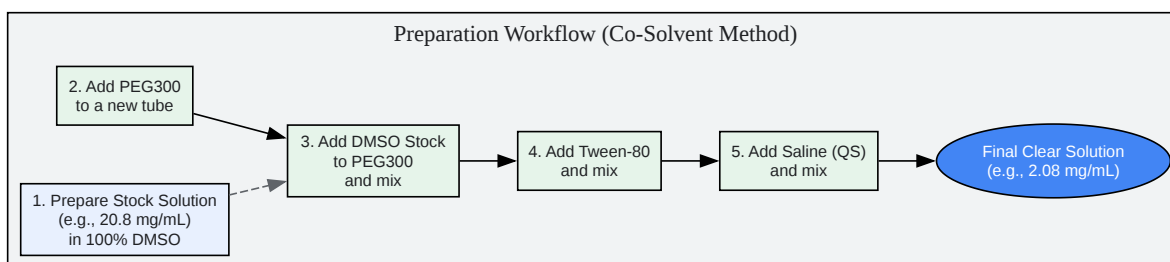 Preparation Workflow (Co-Solvent Method)
2. Add PEG300
to a new tube
1. Prepare Stock Solution
(e.g., 20.8 mg/mL)
in 100% DMSO
3. Add DMSO Stock
to PEG300
and mix
4. Add Tween-80
and mix
5. Add Saline (QS)
and mix
Final Clear Solution
(e.g., 2.08 mg/mL)